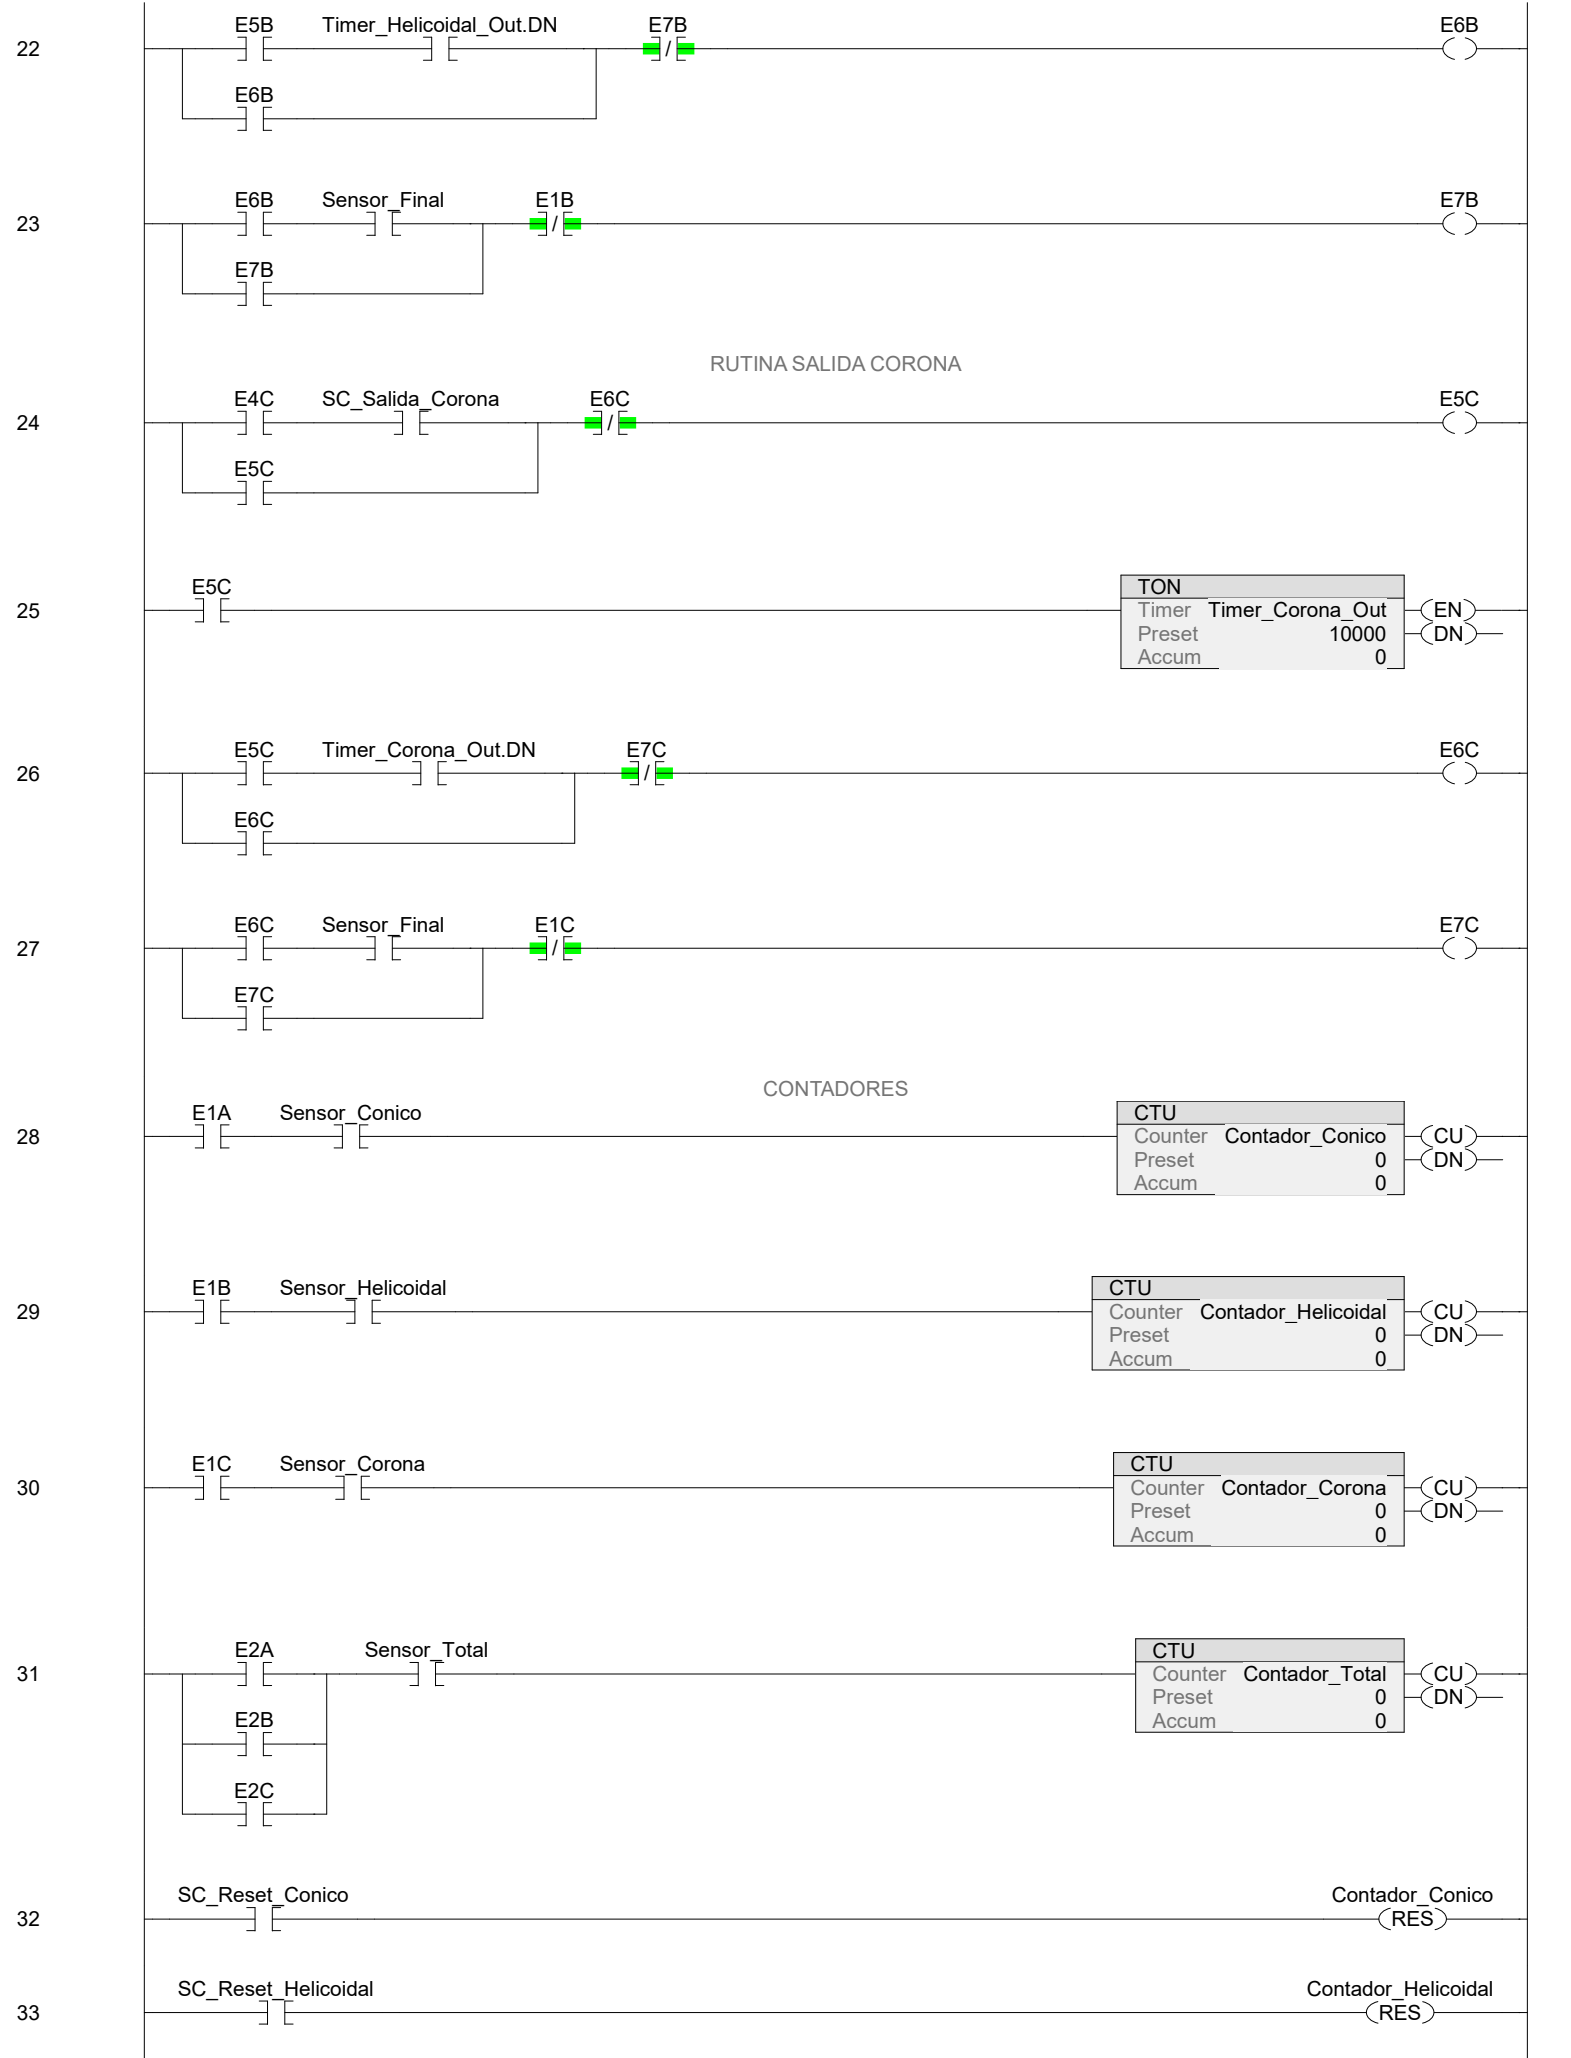 E5B Timer_Helicoidal_Out.DN E7B E6B
22
E6B
E6B Sensor_Final E1B E7B
23
E7B
RUTINA SALIDA CORONA
E4C SC_Salida_Corona E6C E5C
24
E5C
E5C TON
25 Timer Timer_Corona_Out EN
Preset 10000 DN
Accum 0
E5C Timer_Corona_Out.DN E7C E6C
26
E6C
E6C Sensor_Final E1C E7C
27
E7C
CONTADORES
E1A Sensor_Conico CTU
28 Counter Contador_Conico CU
Preset 0 DN
Accum 0
E1B Sensor_Helicoidal CTU
29 Counter Contador_Helicoidal CU
Preset 0 DN
Accum 0
E1C Sensor_Corona CTU
30 Counter Contador_Corona CU
Preset 0 DN
Accum 0
E2A Sensor_Total CTU
31 Counter Contador_Total CU
Preset 0 DN
E2B Accum 0
E2C
SC_Reset_Conico Contador_Conico
32 RES
SC_Reset_Helicoidal Contador_Helicoidal
33 RES